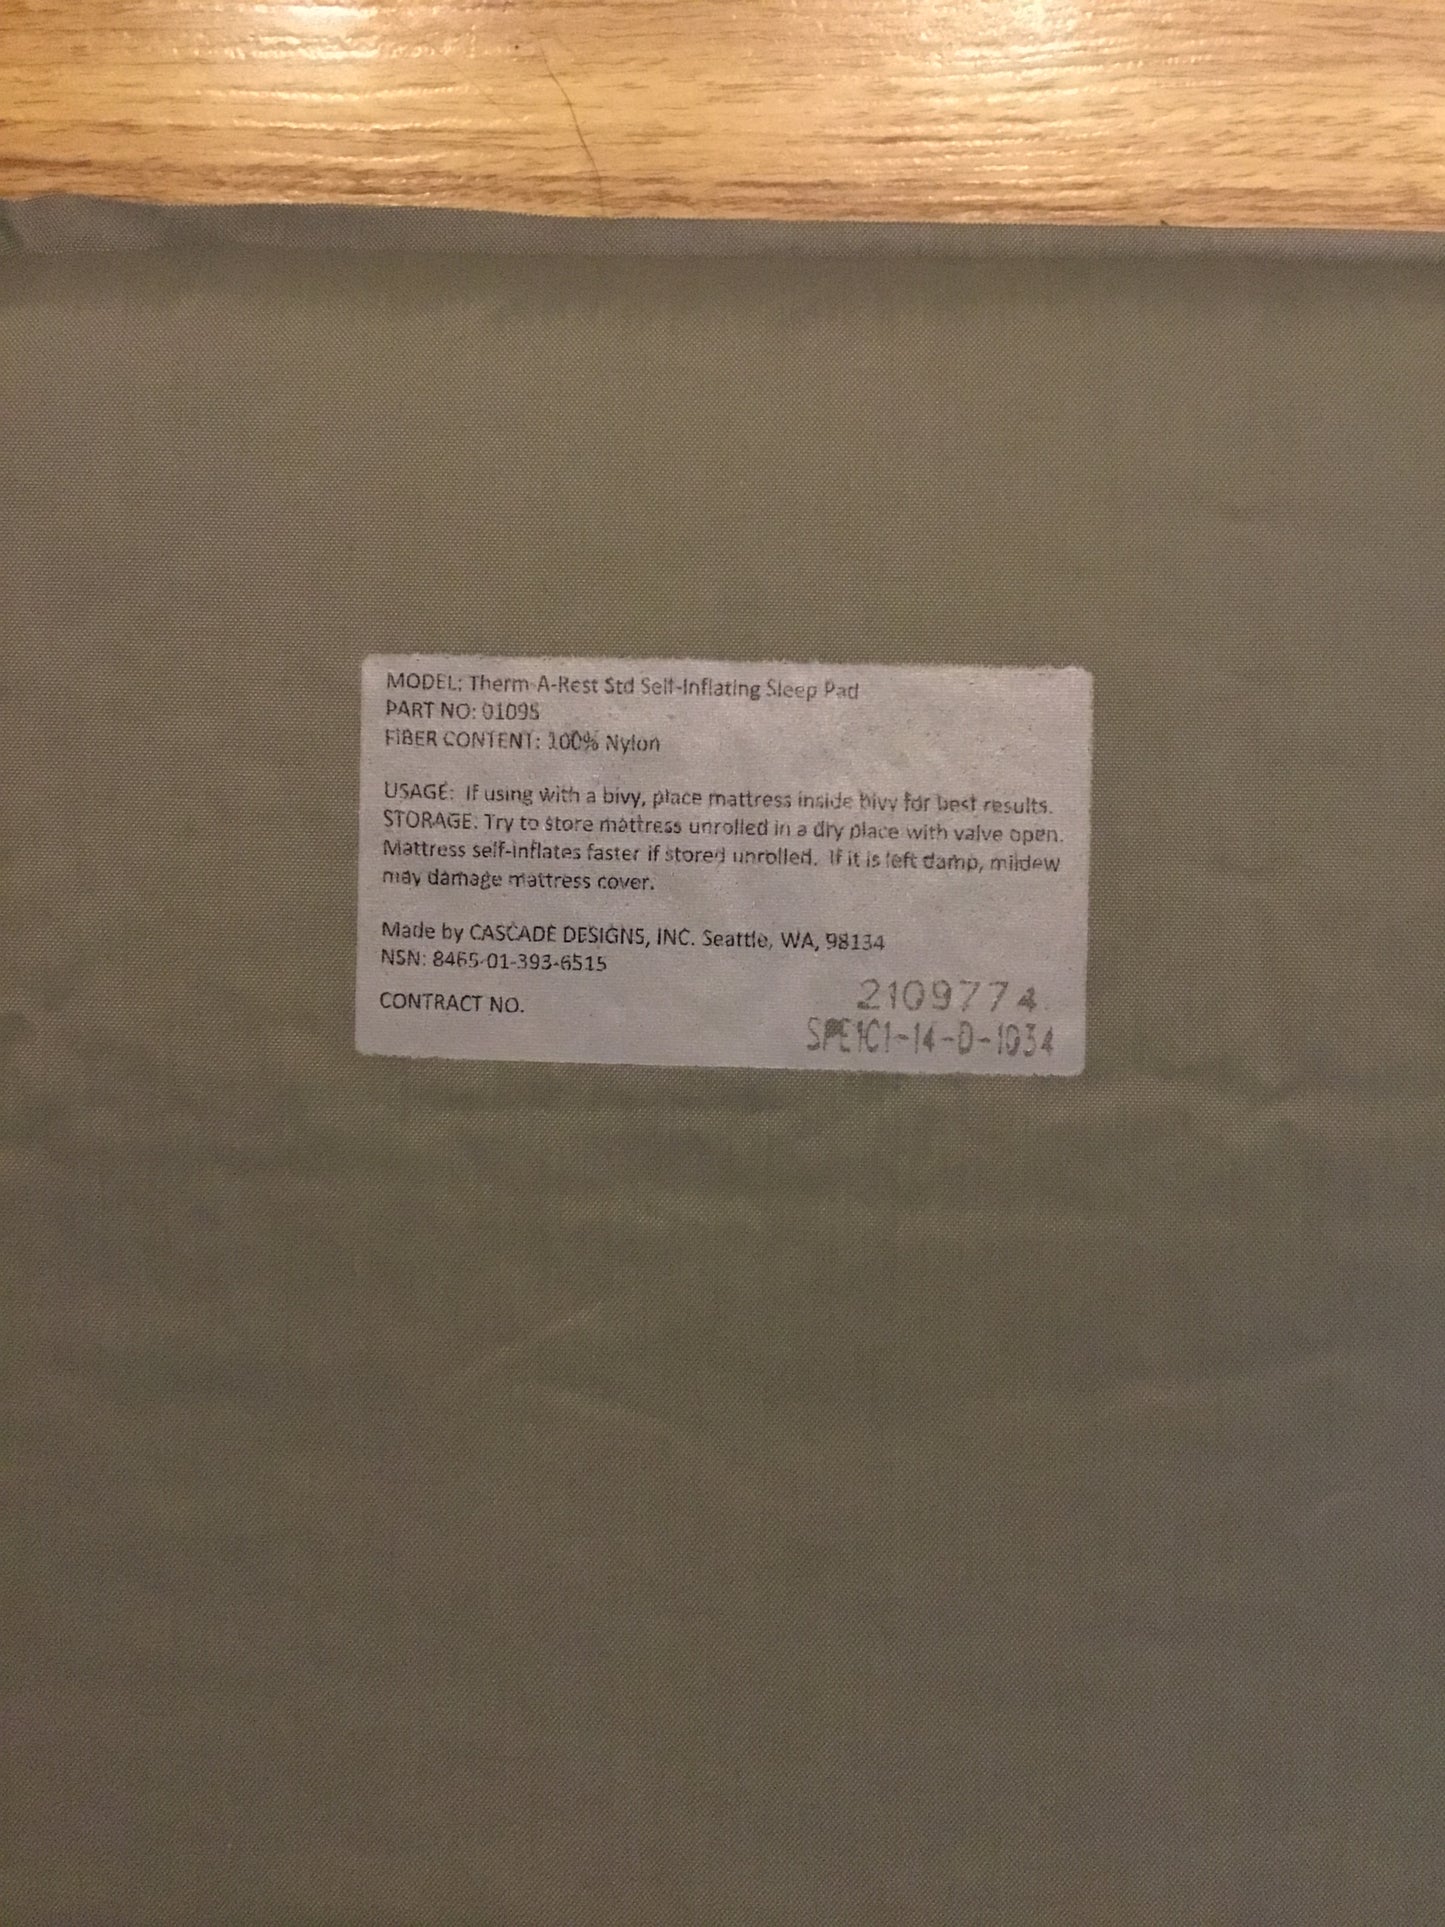 MODEL: Therm-A-Rest Std Self-Inflating Sleep Pad
PART NO: 01095
FIBER CONTENT: 100% Nylon
USAGE: If using with a bivy, place mattress inside bivy for best results.
STORAGE: Try to store mattress unrolled in a dry place with valve open.
Mattress self-inflates faster if stored unrolled. If it is left damp, mildew
may damage mattress cover.
Made by CASCADE DESIGNS, INC. Seattle, WA, 98134
NSN: 8465-01-393-6515
CONTRACT NO.
2109774
SPE1C1-14-D-1034